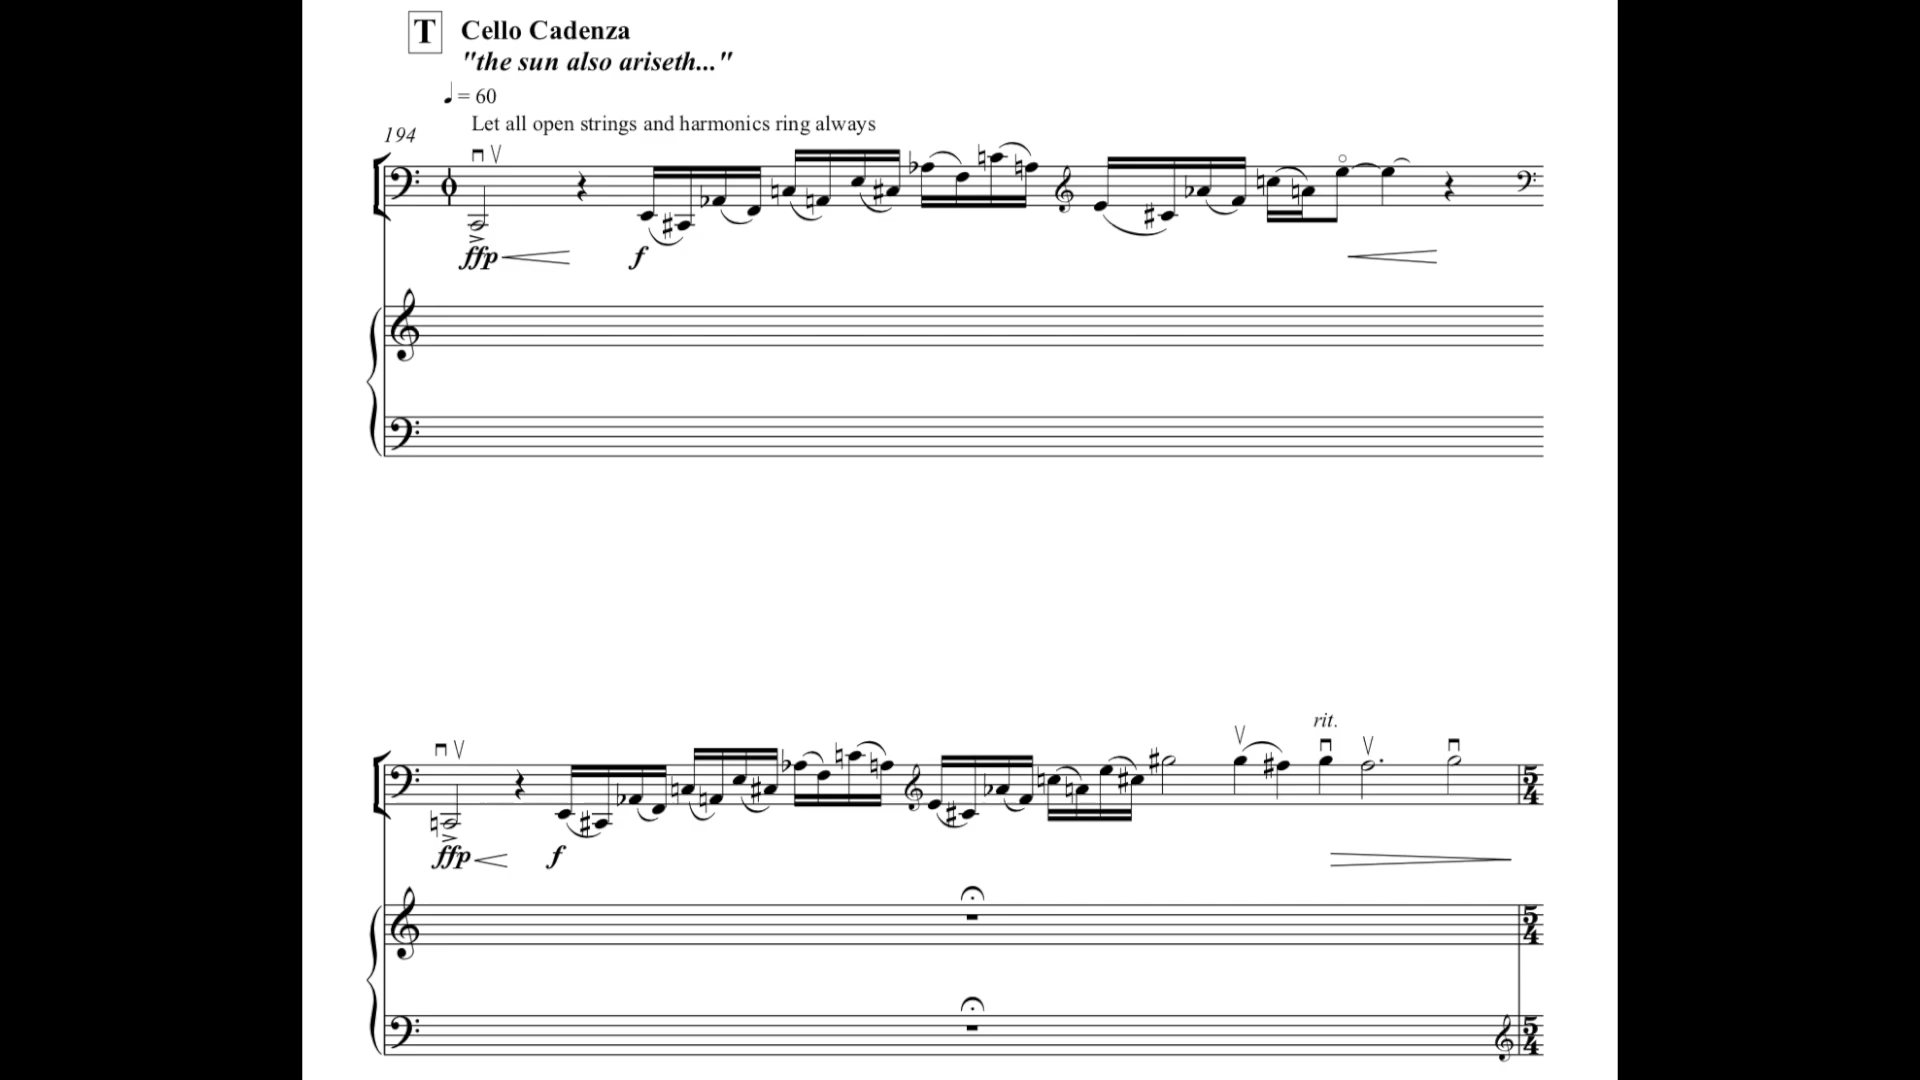 T Cello Cadenza
"the sun also ariseth..."
♩ = 60
Let all open strings and harmonics ring always
194
ffp f
rit.
5
4
ffp f
5
4
5
4